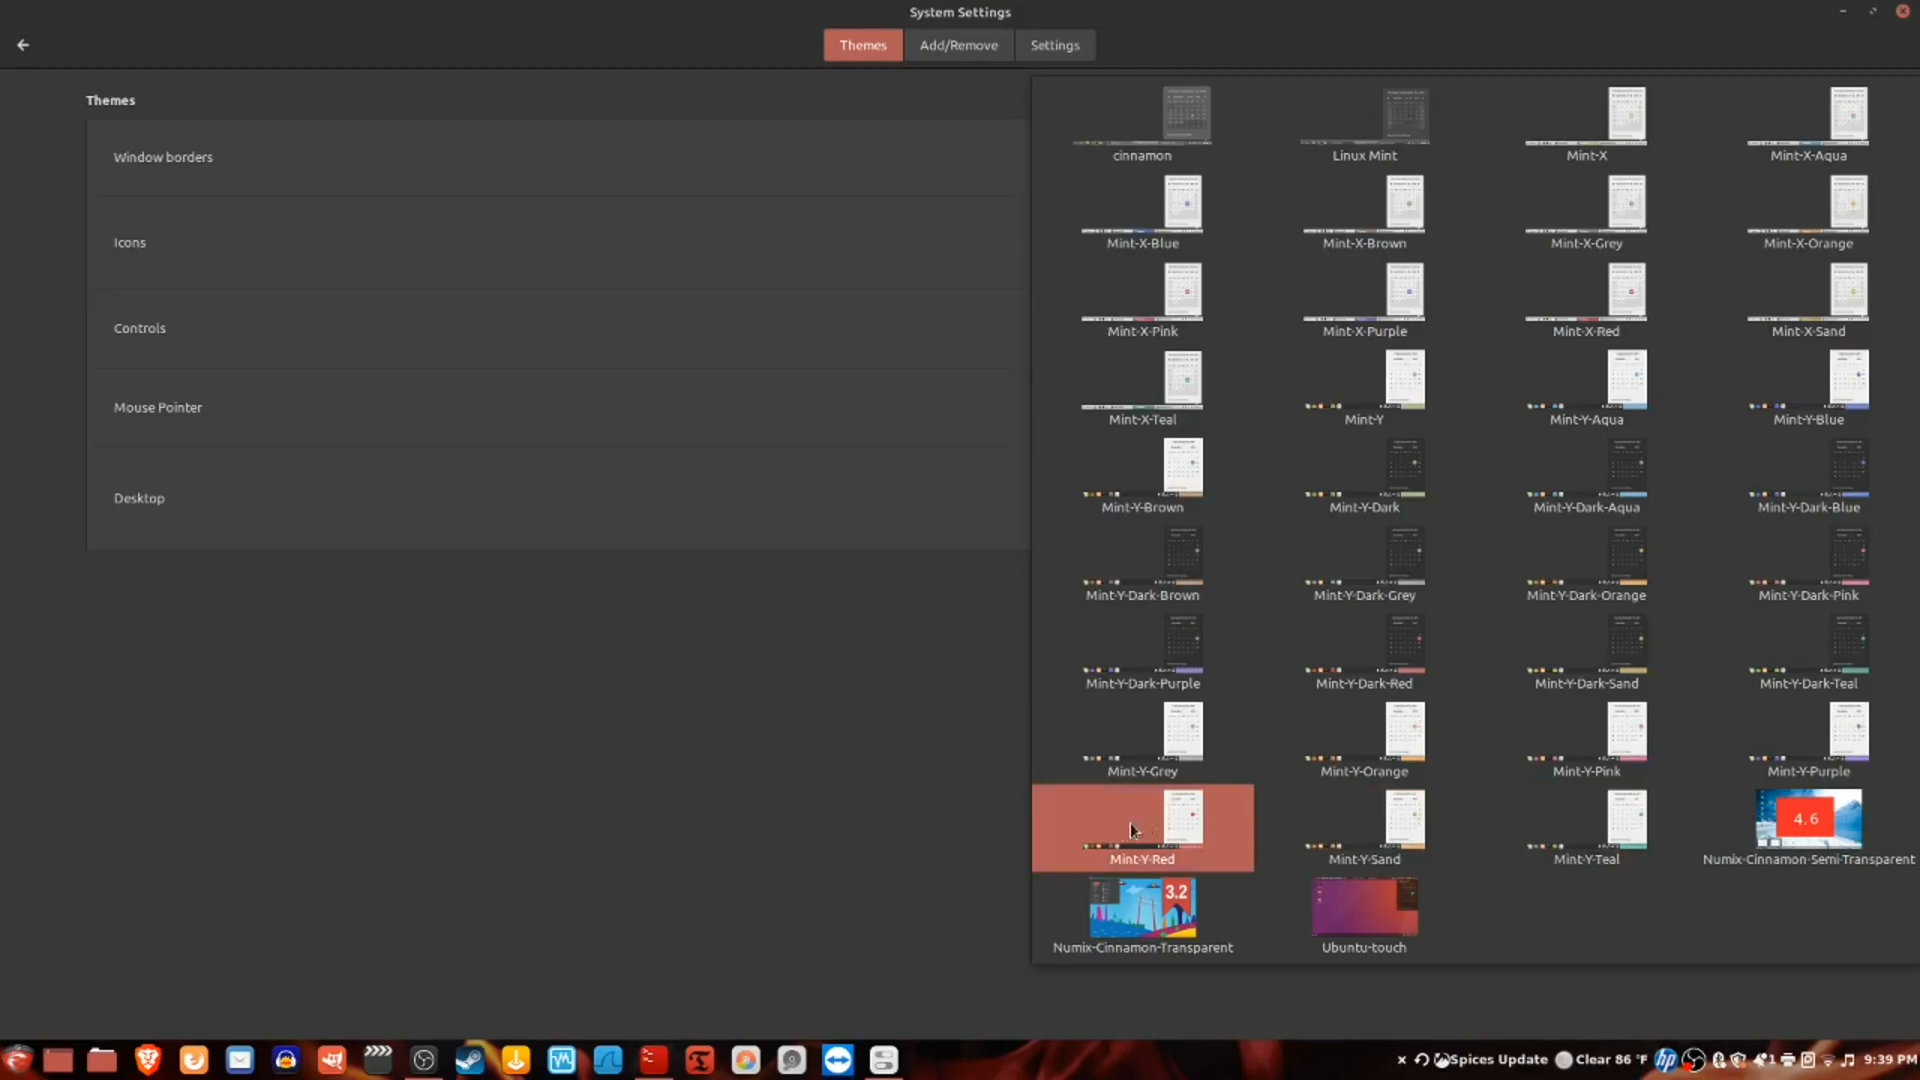 System Settings
Themes
Add/Remove
Settings
Themes
Window borders
Icons
Controls
Mouse Pointer
Desktop
cinnamon
Linux Mint
Mint-X
Mint-X-Aqua
Mint-X-Blue
Mint-X-Brown
Mint-X-Grey
Mint-X-Orange
Mint-X-Pink
Mint-X-Purple
Mint-X-Red
Mint-X-Sand
Mint-X-Teal
Mint-Y
Mint-Y-Aqua
Mint-Y-Blue
Mint-Y-Brown
Mint-Y-Dark
Mint-Y-Dark-Aqua
Mint-Y-Dark-Blue
Mint-Y-Dark-Brown
Mint-Y-Dark-Grey
Mint-Y-Dark-Orange
Mint-Y-Dark-Pink
Mint-Y-Dark-Purple
Mint-Y-Dark-Red
Mint-Y-Dark-Sand
Mint-Y-Dark-Teal
Mint-Y-Grey
Mint-Y-Orange
Mint-Y-Pink
Mint-Y-Purple
4.6
Mint-Y-Red
Mint-Y-Sand
Mint-Y-Teal
Numix-Cinnamon-Semi-Transparent
3.2
Numix-Cinnamon-Transparent
Ubuntu-touch
Spices Update
Clear 86 °F
hp
1
9:39 PM